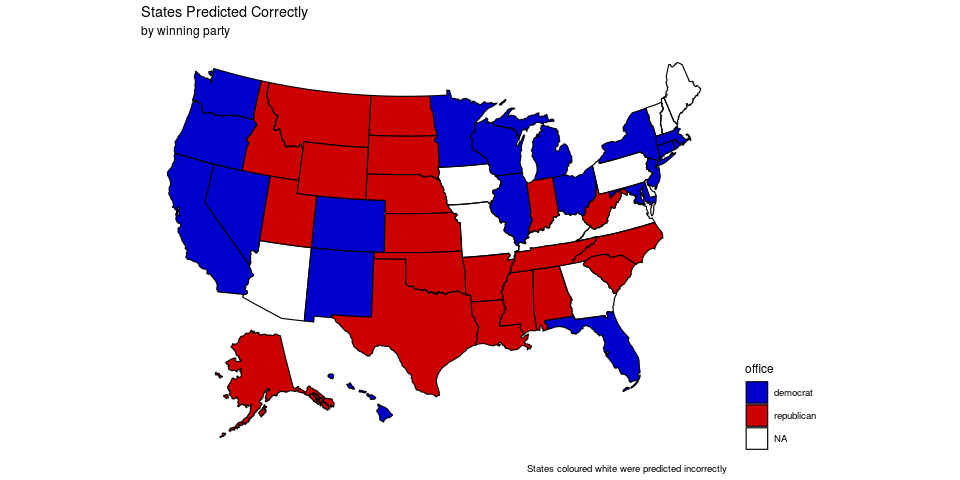 States Predicted Correctly
by winning party
office
democrat
republican
NA
States coloured white were predicted incorrectly